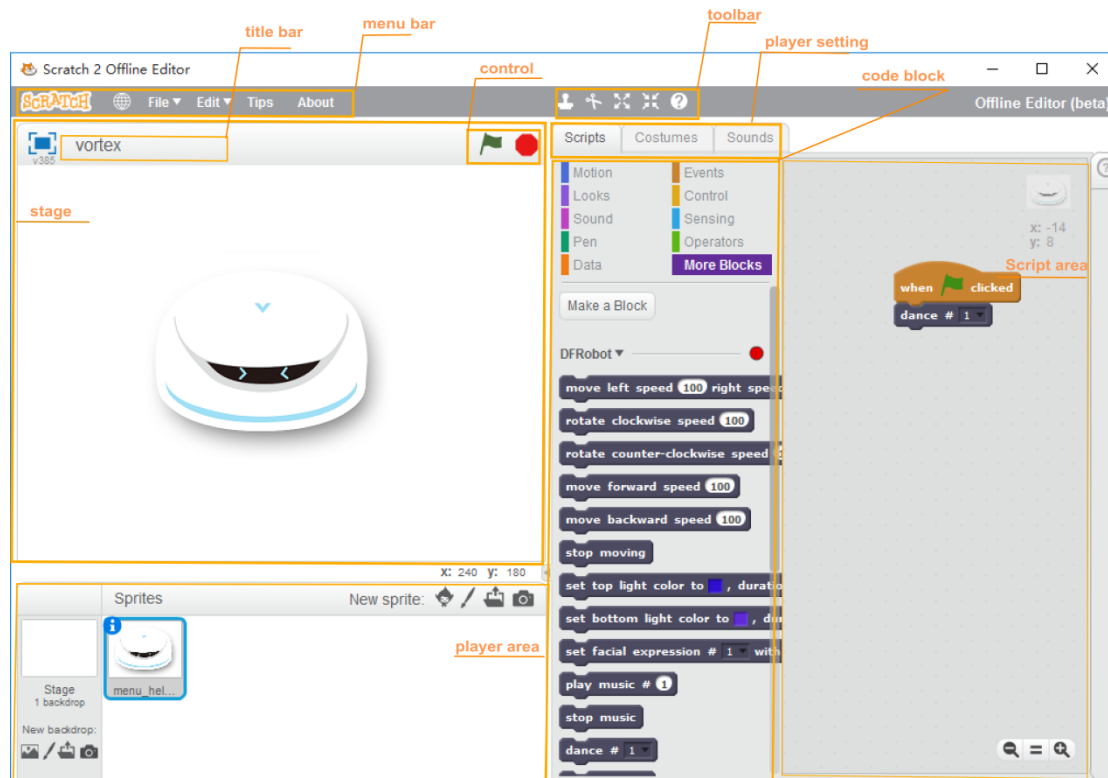 toolbar
menu bar
title bar
player setting
control
code block
Scratch 2 Offline Editor
SCRATCH File Edit Tips About Offline Editor (beta)
vortex
v385
Scripts Costumes Sounds
stage
Motion Events
Looks Control
Sound Sensing
Pen Operators
Data More Blocks
x: -14
y: 8
Script area
when clicked
dance # 1
Make a Block
DFRobot
move left speed 100 right spee
rotate clockwise speed 100
rotate counter-clockwise speed
move forward speed 100
move backward speed 100
stop moving
x: 240 y: 180
set top light color to , duratio
set bottom light color to , du
set facial expression # 1 with
play music # 1
stop music
dance # 1
Sprites New sprite:
player area
Stage
1 backdrop
menu_hel...
New backdrop: